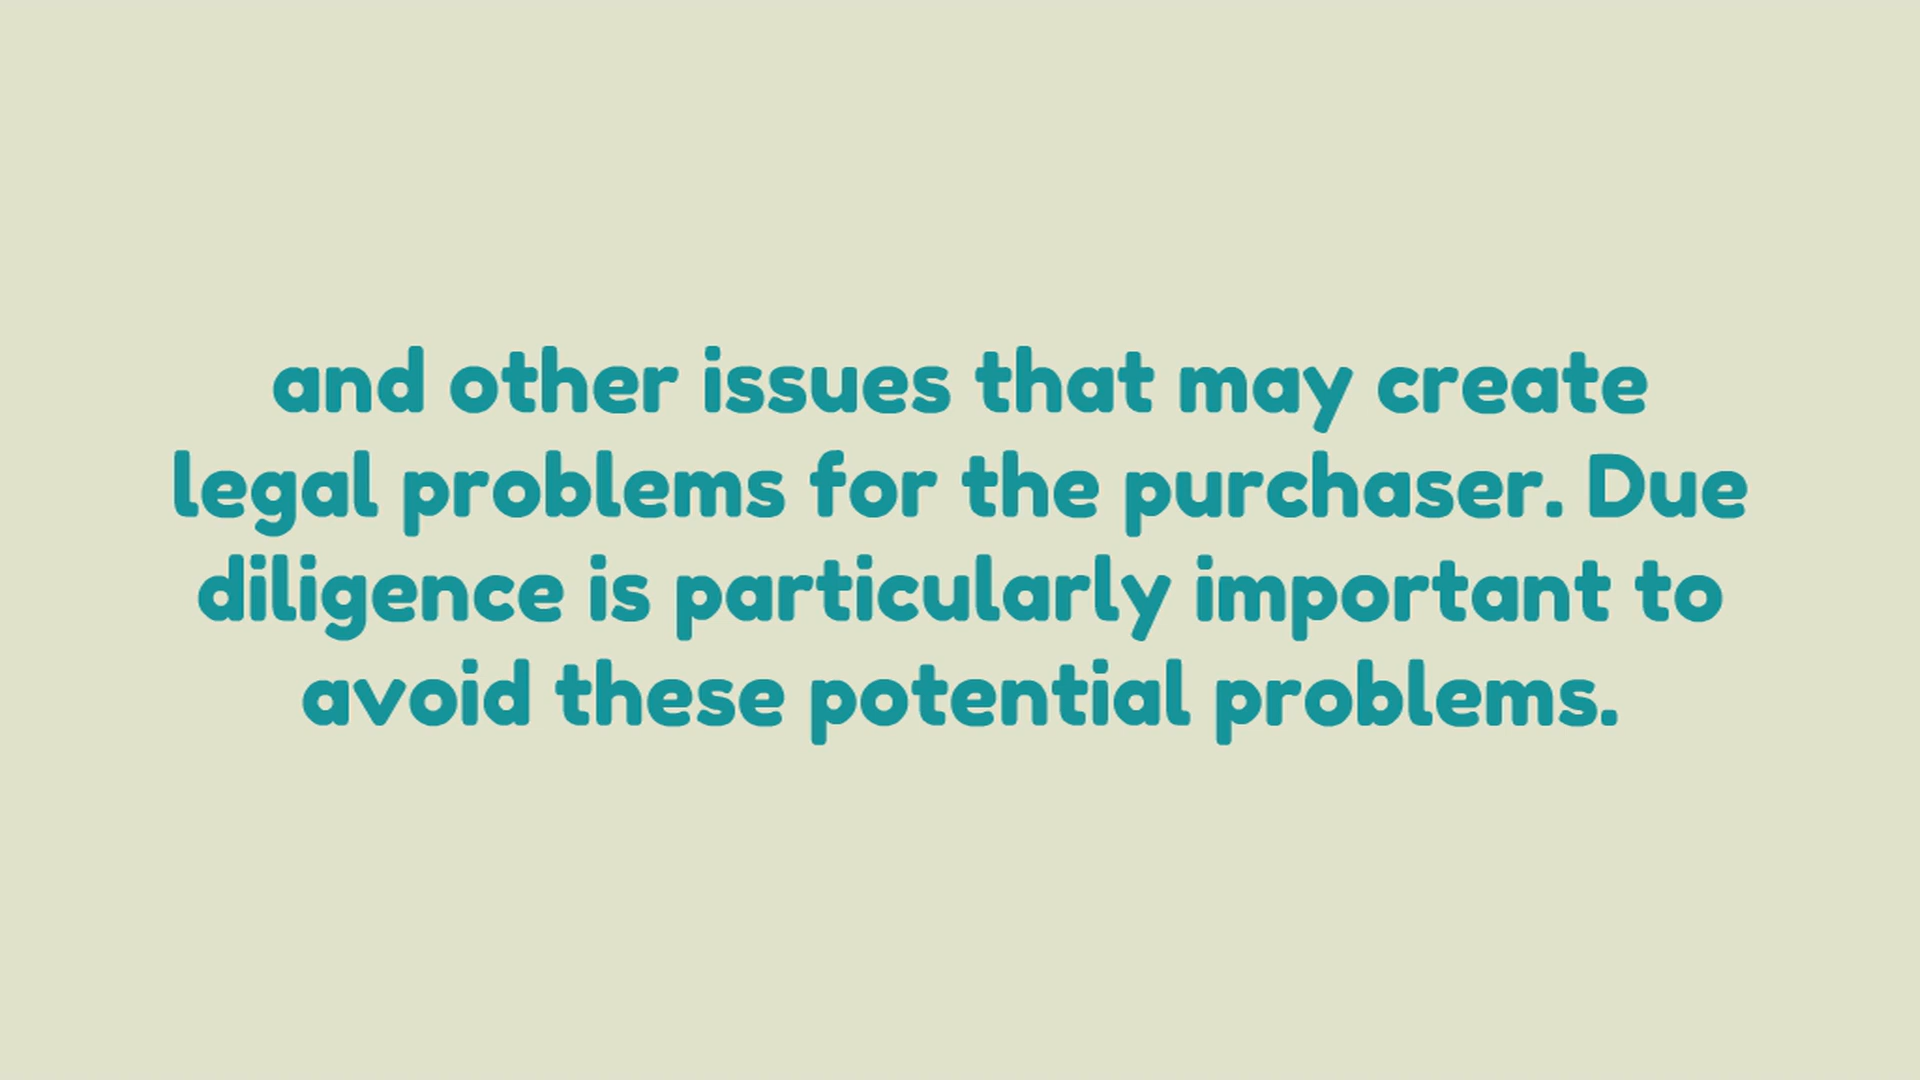 and other issues that may create
legal problems for the purchaser. Due
diligence is particularly important to
avoid these potential problems.